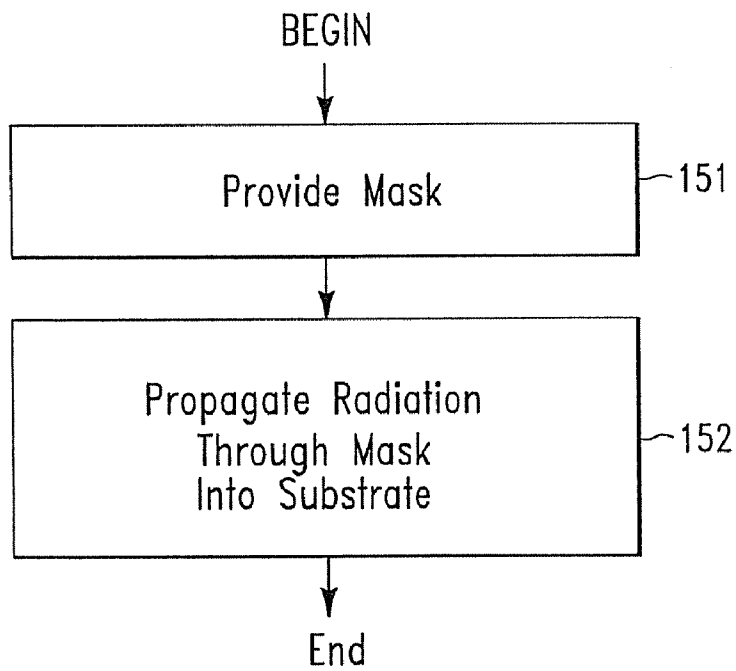 BEGIN
Provide Mask
151
Propagate Radiation
Through Mask
Into Substrate
152
End